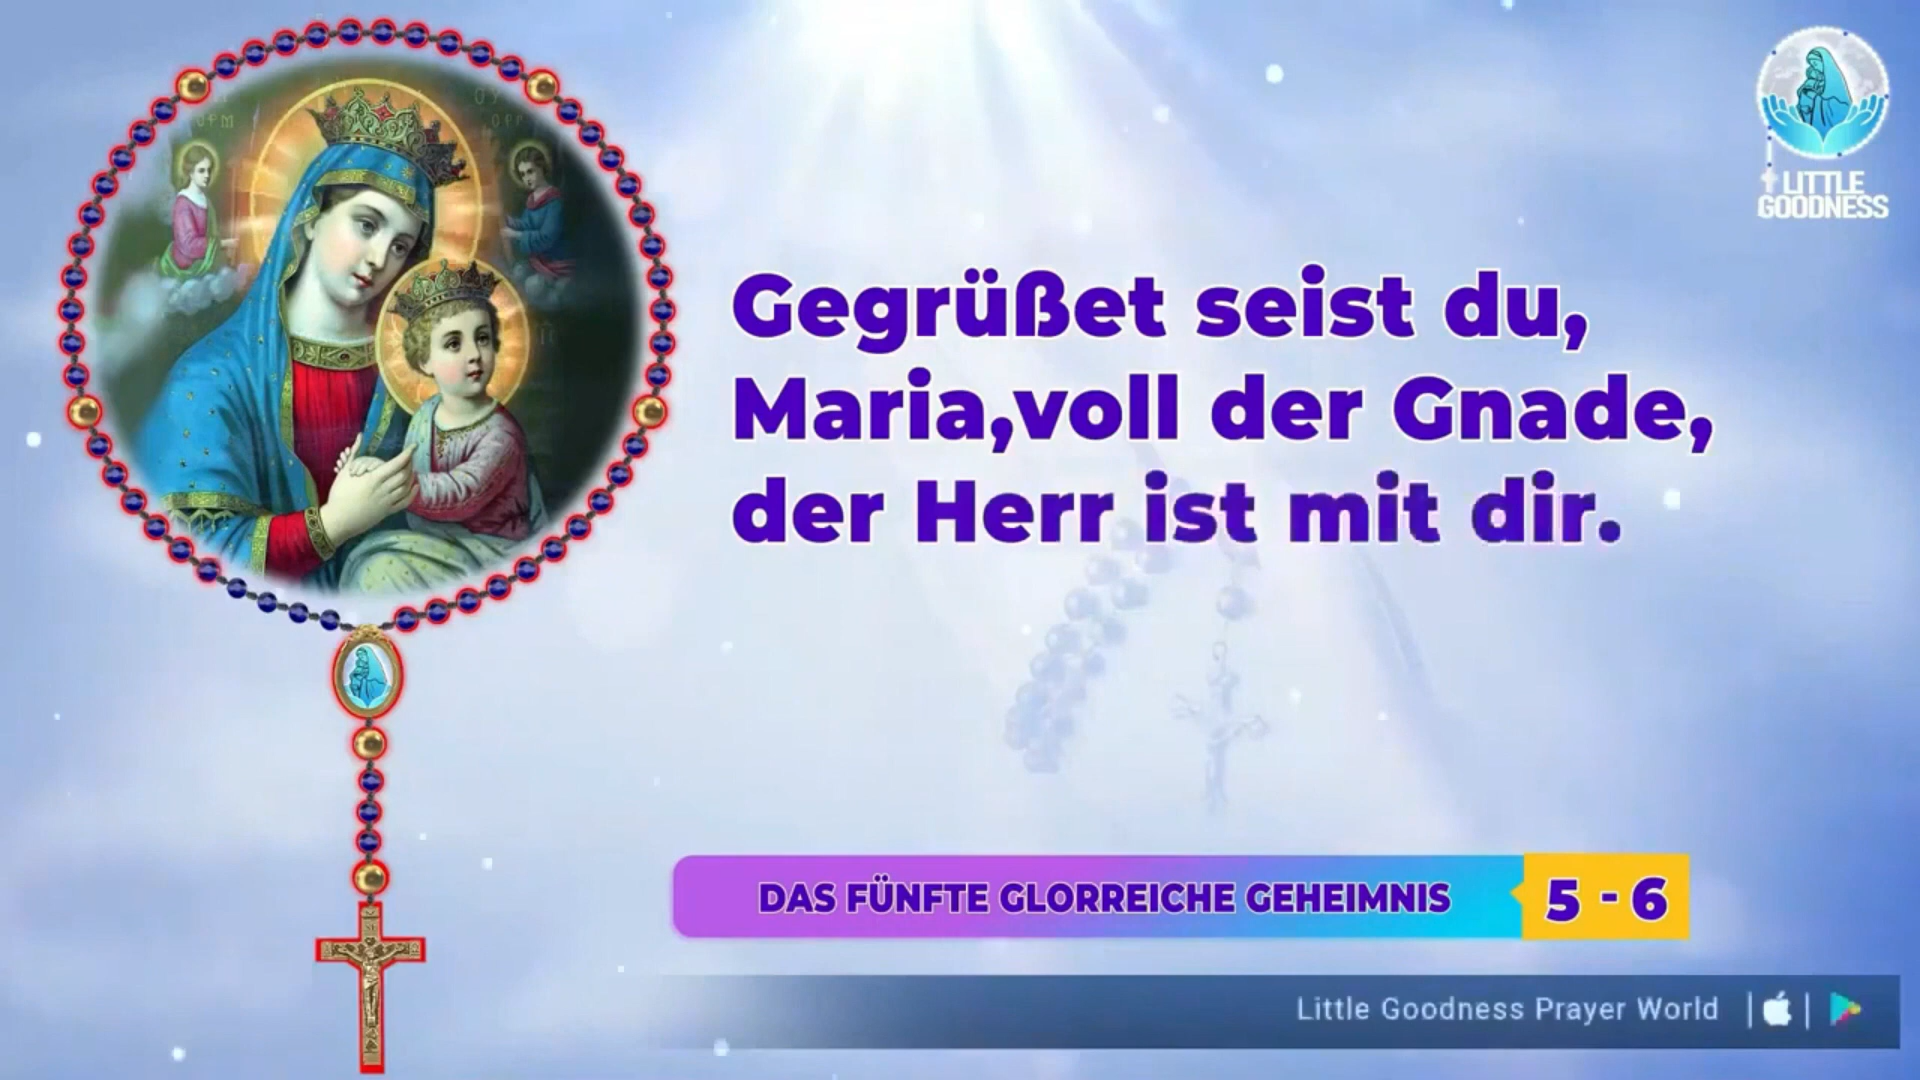 LITTLE
GOODNESS
Gegrüßet seist du,
Maria,voll der Gnade,
der Herr ist mit dir.
DAS FÜNFTE GLORREICHE GEHEIMNIS 5 - 6
Little Goodness Prayer World